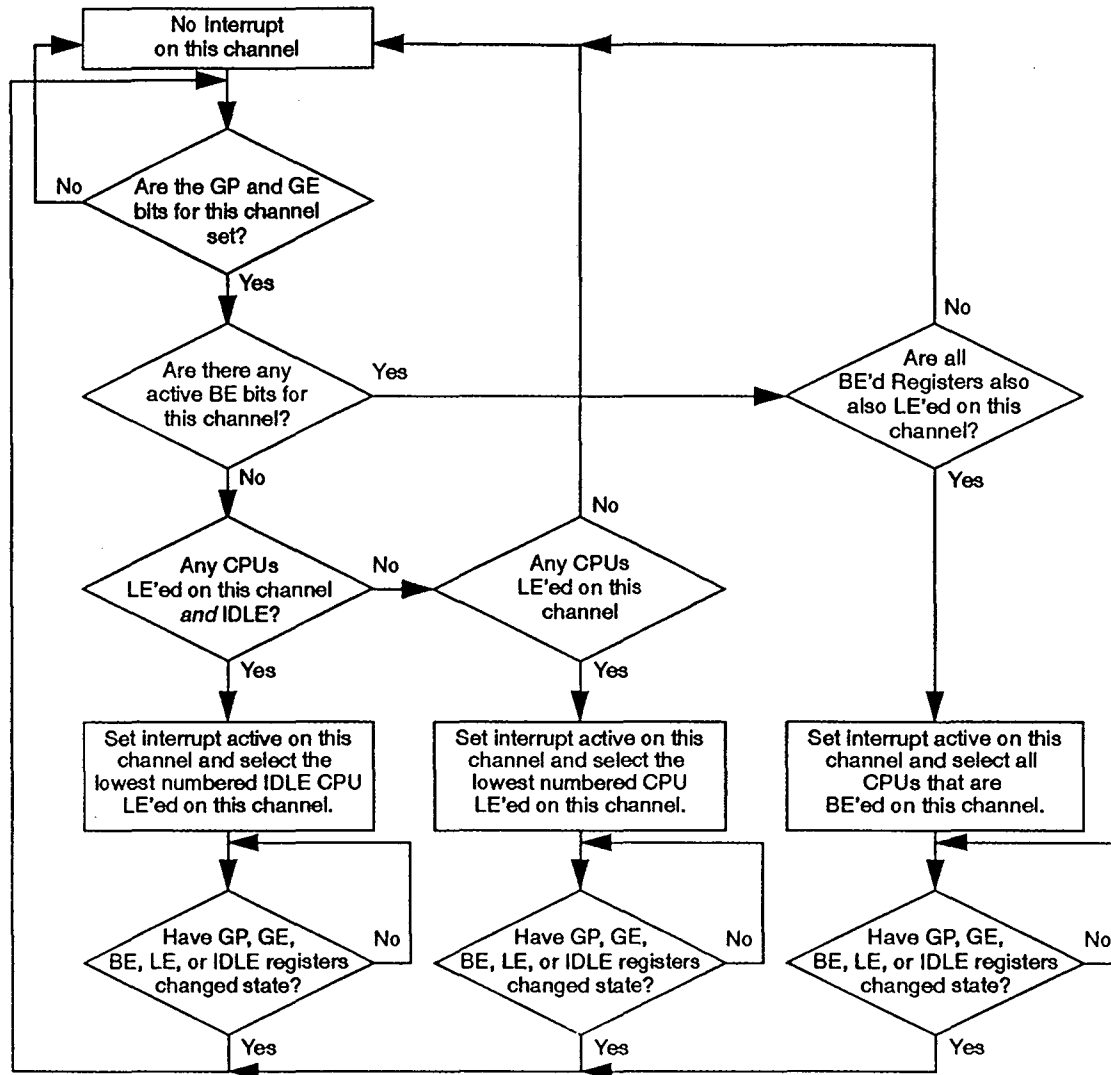 No Interrupt
on this channel
No
Are the GP and GE
bits for this channel
set?
Yes
Are there any
active BE bits for
this channel?
Yes
No
Are all
BE'd Registers also
also LE'ed on this
channel?
No
Yes
Any CPUs
LE'ed on this channel
and IDLE?
No
Yes
Any CPUs
LE'ed on this
channel
No
Yes
Set interrupt active on this
channel and select the
lowest numbered IDLE CPU
LE'ed on this channel.
Set interrupt active on this
channel and select the
lowest numbered CPU
LE'ed on this channel.
Set interrupt active on this
channel and select all
CPUs that are
BE'ed on this channel.
Have GP, GE,
BE, LE, or IDLE registers
changed state?
No
Yes
Have GP, GE,
BE, LE, or IDLE registers
changed state?
No
Yes
Have GP, GE,
BE, LE, or IDLE registers
changed state?
No
Yes